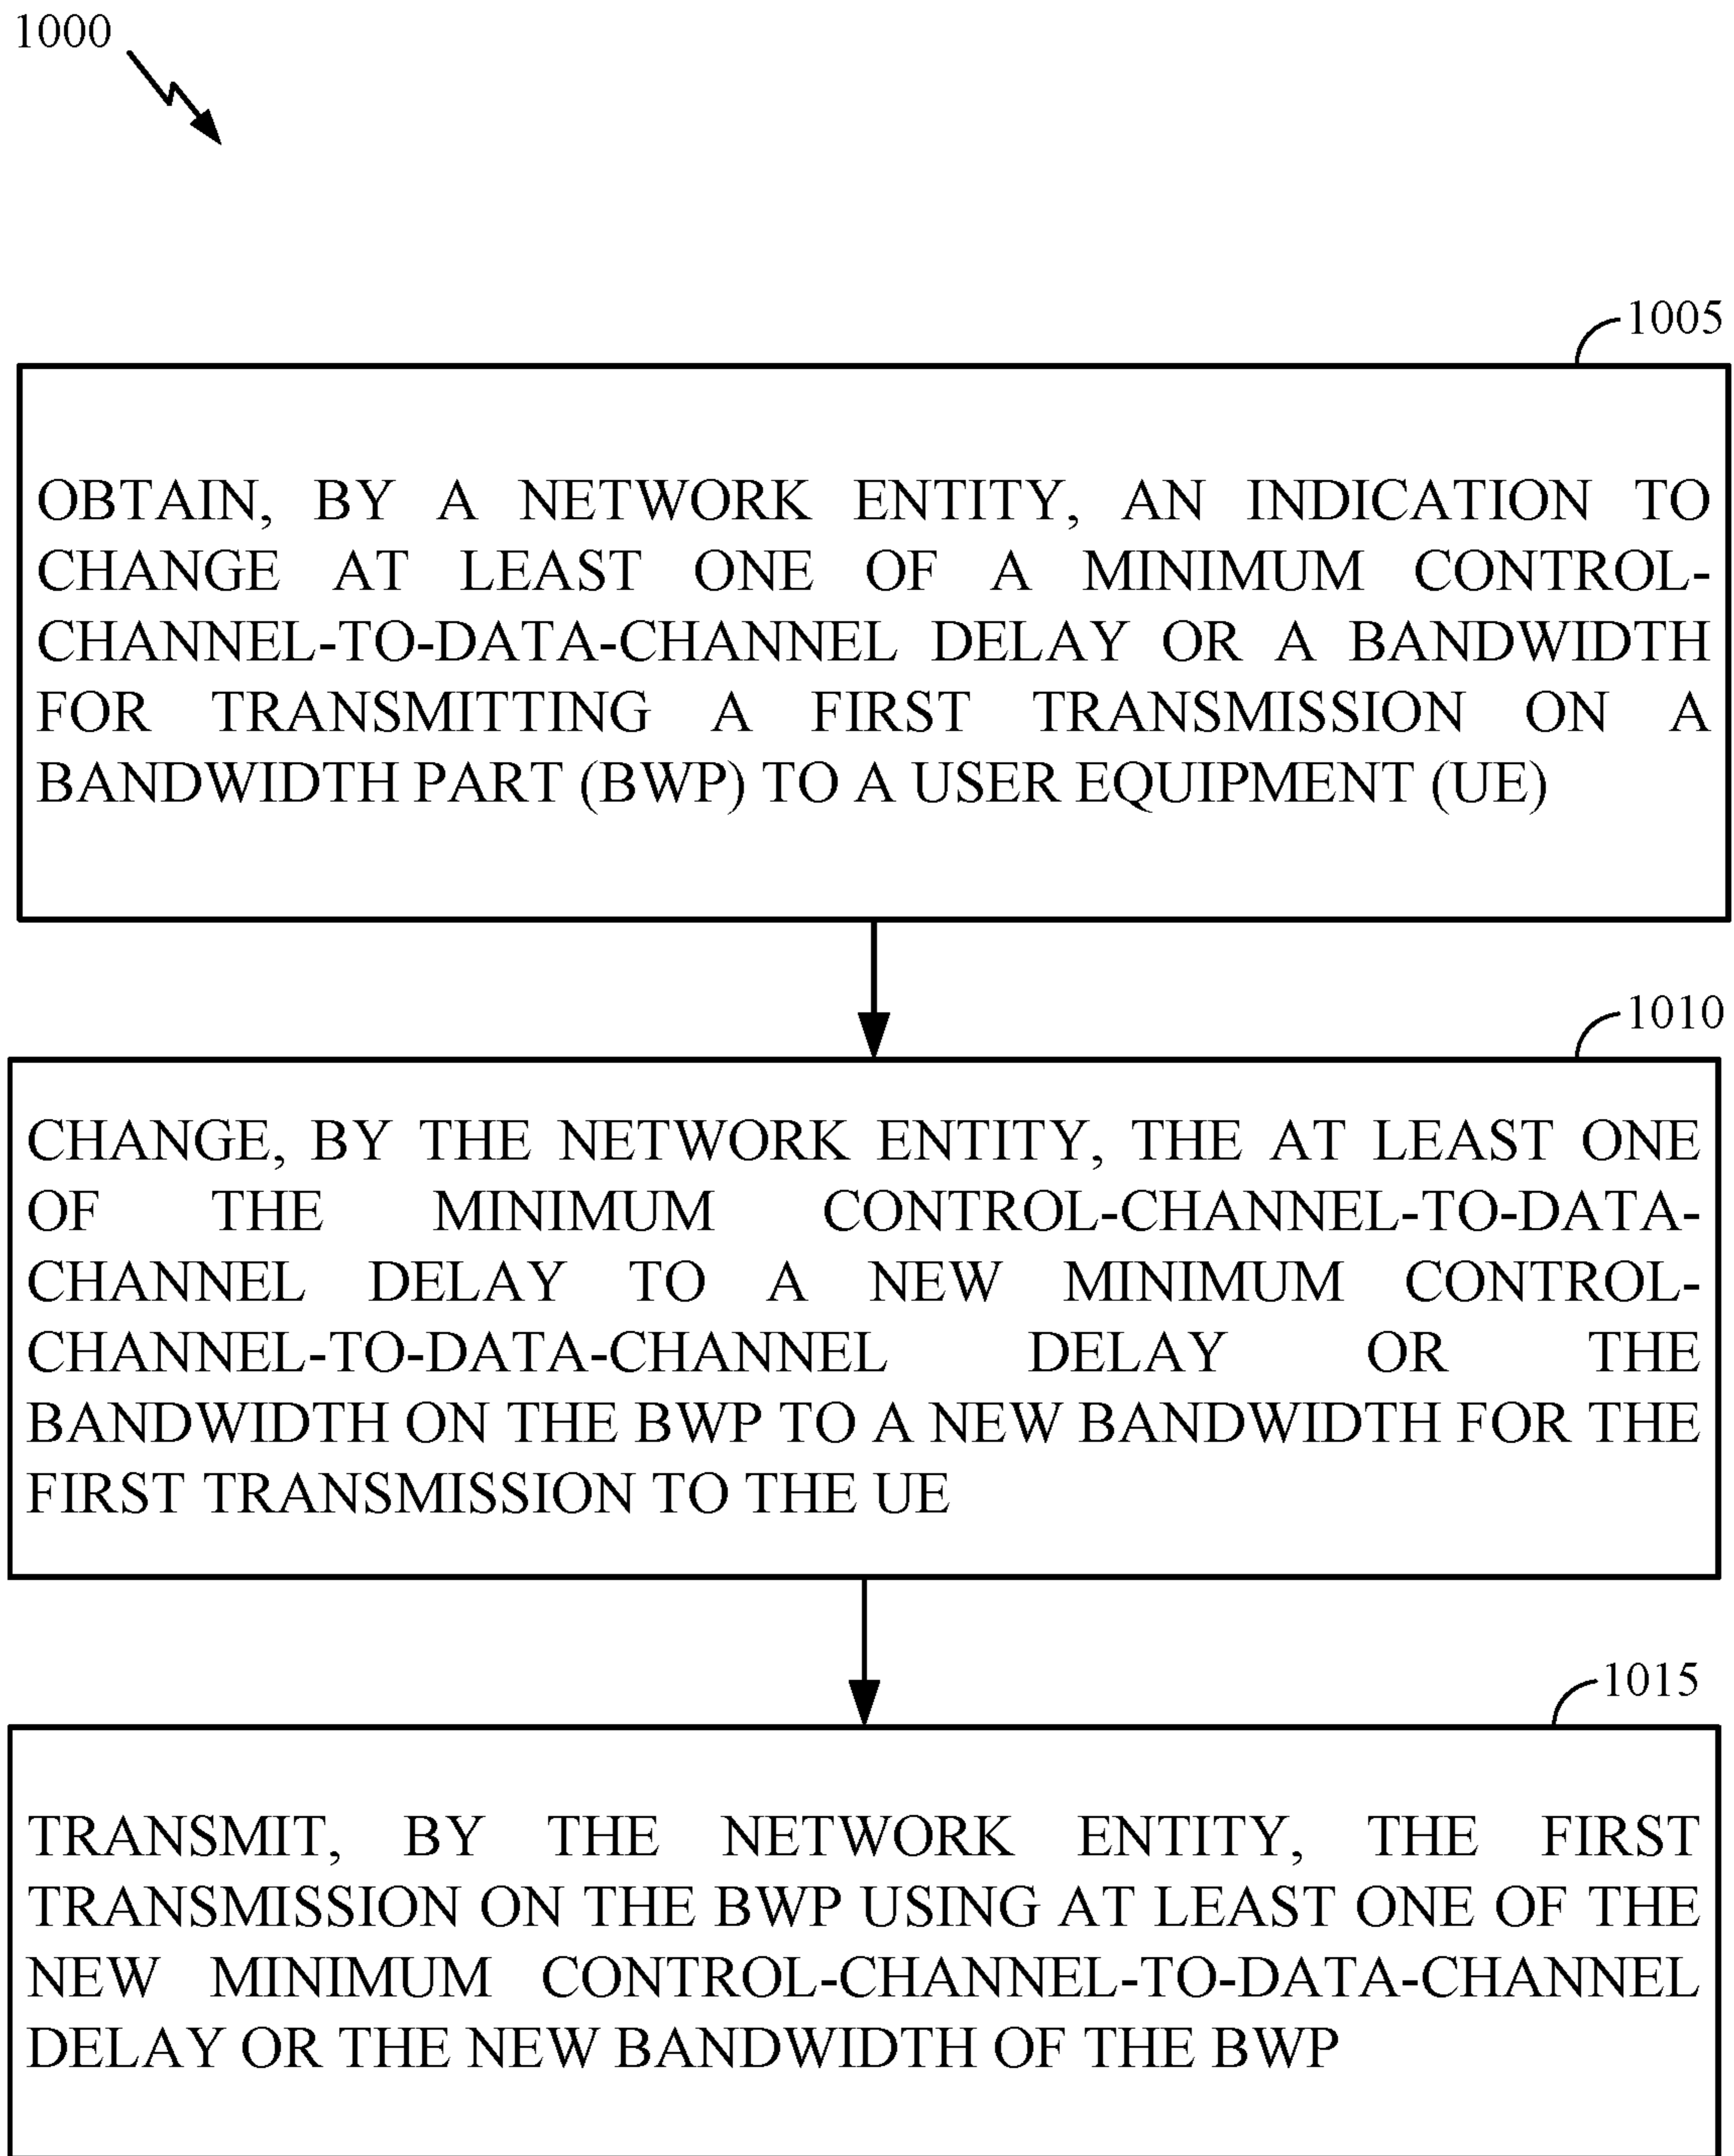 1000
1005
OBTAIN, BY A NETWORK ENTITY, AN INDICATION TO
CHANGE AT LEAST ONE OF A MINIMUM CONTROL-
CHANNEL-TO-DATA-CHANNEL DELAY OR A BANDWIDTH
FOR TRANSMITTING A FIRST TRANSMISSION ON A
BANDWIDTH PART (BWP) TO A USER EQUIPMENT (UE)
1010
CHANGE, BY THE NETWORK ENTITY, THE AT LEAST ONE
OF THE MINIMUM CONTROL-CHANNEL-TO-DATA-
CHANNEL DELAY TO A NEW MINIMUM CONTROL-
CHANNEL-TO-DATA-CHANNEL DELAY OR THE
BANDWIDTH ON THE BWP TO A NEW BANDWIDTH FOR THE
FIRST TRANSMISSION TO THE UE
1015
TRANSMIT, BY THE NETWORK ENTITY, THE FIRST
TRANSMISSION ON THE BWP USING AT LEAST ONE OF THE
NEW MINIMUM CONTROL-CHANNEL-TO-DATA-CHANNEL
DELAY OR THE NEW BANDWIDTH OF THE BWP